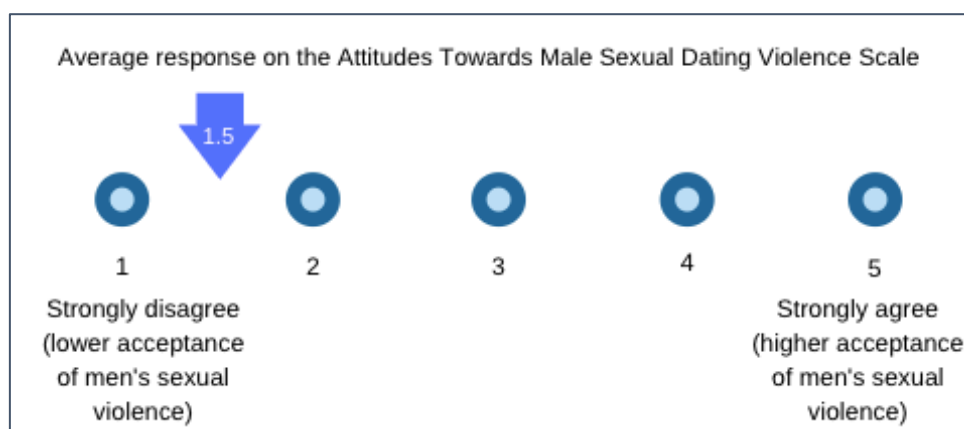 Average response on the Attitudes Towards Male Sexual Dating Violence Scale
1.5
1 2 3 4 5
Strongly disagree
(lower acceptance
of men's sexual
violence)
Strongly agree
(higher acceptance
of men's sexual
violence)